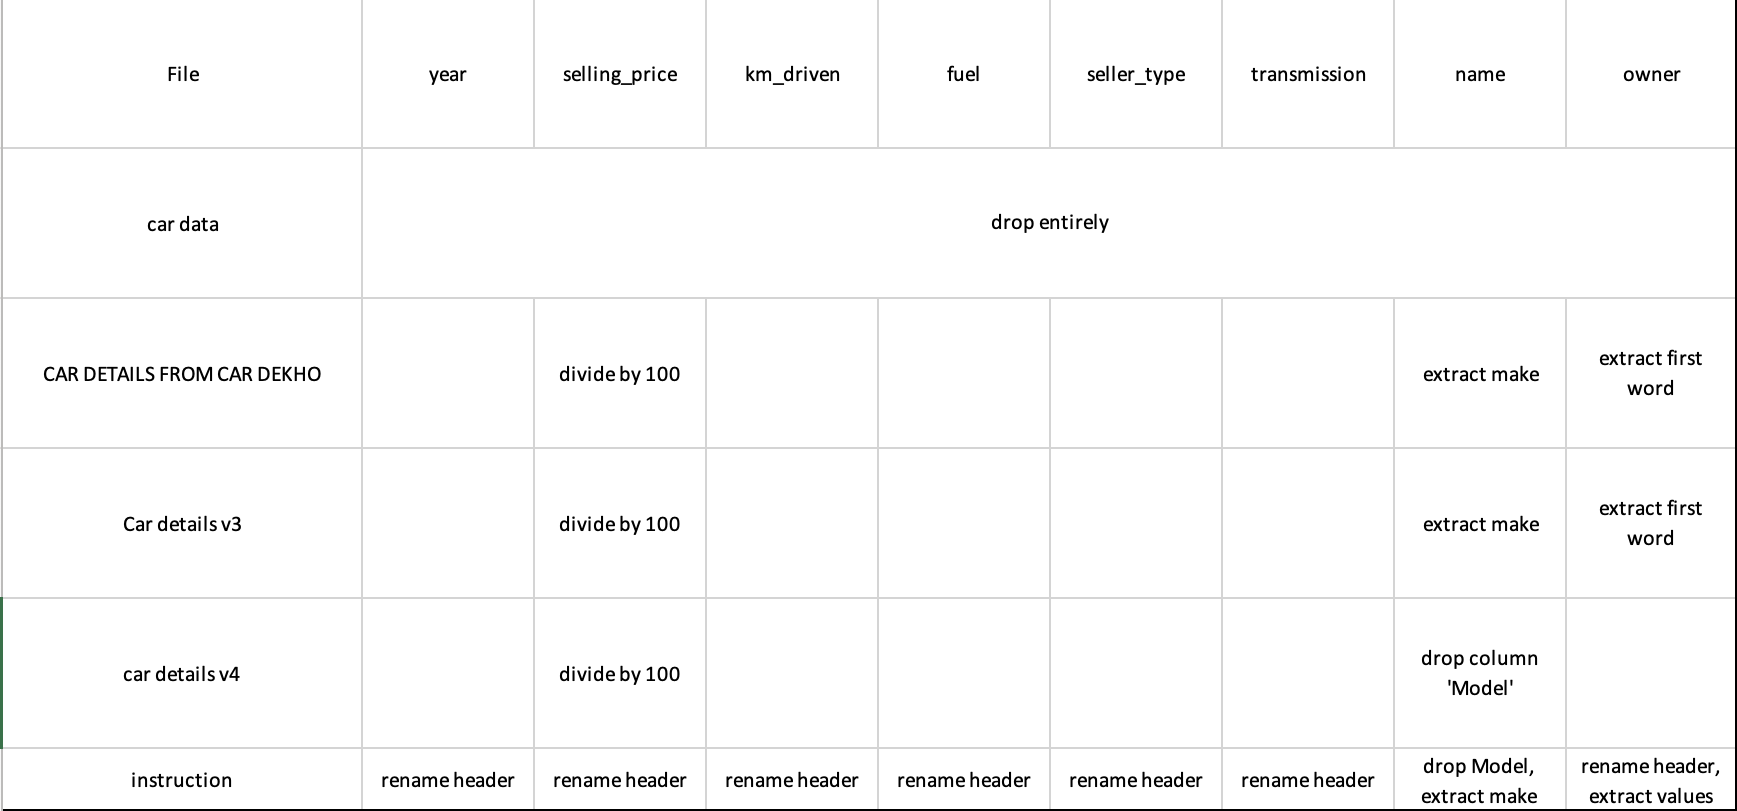 File year selling_price km_driven fuel seller_type transmission name owner
car data drop entirely
CAR DETAILS FROM CAR DEKHO divide by 100 extract make extract first
word
Car details v3 divide by 100 extract make extract first
word
car details v4 divide by 100 drop column
'Model'
instruction rename header rename header rename header rename header rename header rename header drop Model, rename header,
extract make extract values